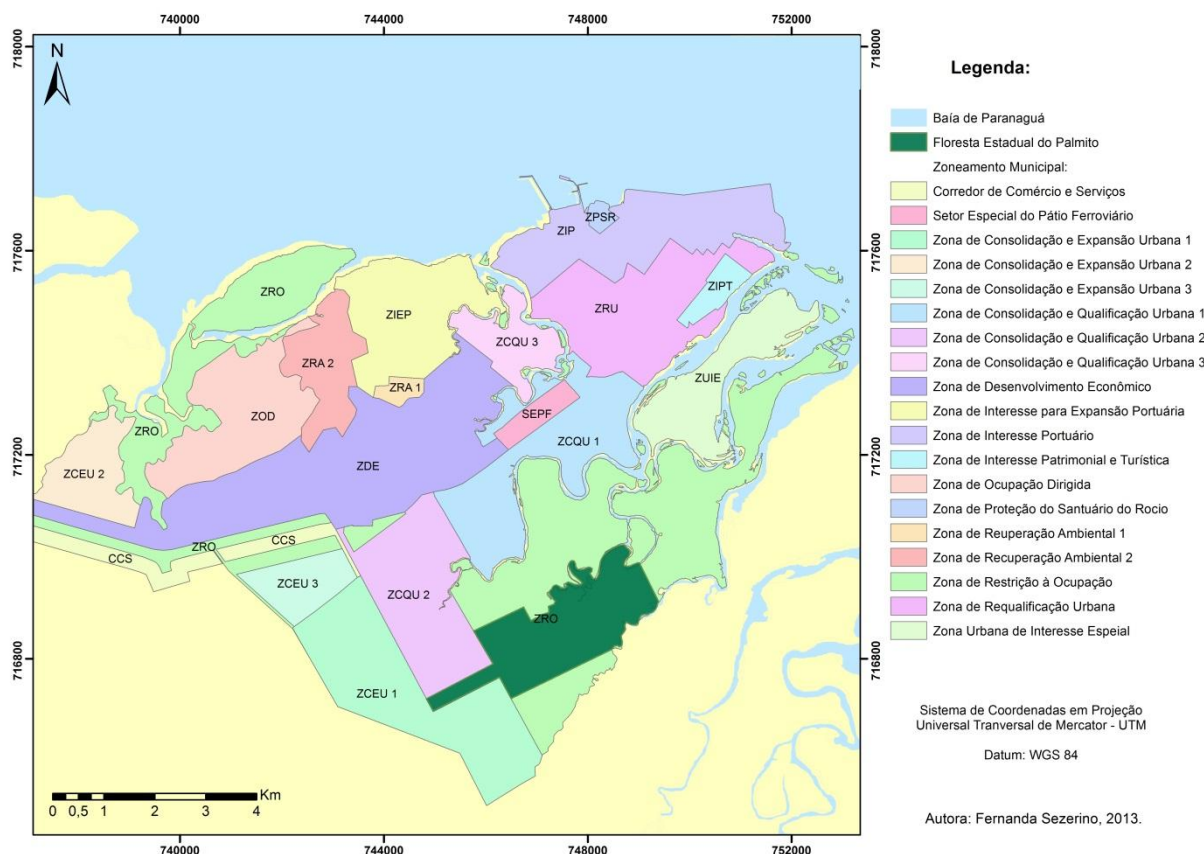 740000 744000 748000 752000
718000
718000
N
717600
717600
717200
717200
716800
716800
ZPSR
ZIP
ZRO
ZIEP
ZIPT
ZRU
ZCQU 3
ZRA 2
ZUIE
ZRA 1
ZOD
SEPF
ZRO
ZCQU 1
ZCEU 2
ZDE
CCS
ZRO
CCS
ZCEU 3
ZCQU 2
ZRO
ZCEU 1
Km
0 0,5 1 2 3 4
740000 744000 748000 752000
Legenda:
Baía de Paranaguá
Floresta Estadual do Palmito
Zoneamento Municipal:
Corredor de Comércio e Serviços
Setor Especial do Pátio Ferroviário
Zona de Consolidação e Expansão Urbana 1
Zona de Consolidação e Expansão Urbana 2
Zona de Consolidação e Expansão Urbana 3
Zona de Consolidação e Qualificação Urbana 1
Zona de Consolidação e Qualificação Urbana 2
Zona de Consolidação e Qualificação Urbana 3
Zona de Desenvolvimento Econômico
Zona de Interesse para Expansão Portuária
Zona de Interesse Portuário
Zona de Interesse Patrimonial e Turística
Zona de Ocupação Dirigida
Zona de Proteção do Santuário do Rocio
Zona de Reuperação Ambiental 1
Zona de Recuperação Ambiental 2
Zona de Restrição à Ocupação
Zona de Requalificação Urbana
Zona Urbana de Interesse Espeial
Sistema de Coordenadas em Projeção
Universal Tranversal de Mercator - UTM
Datum: WGS 84
Autora: Fernanda Sezerino, 2013.